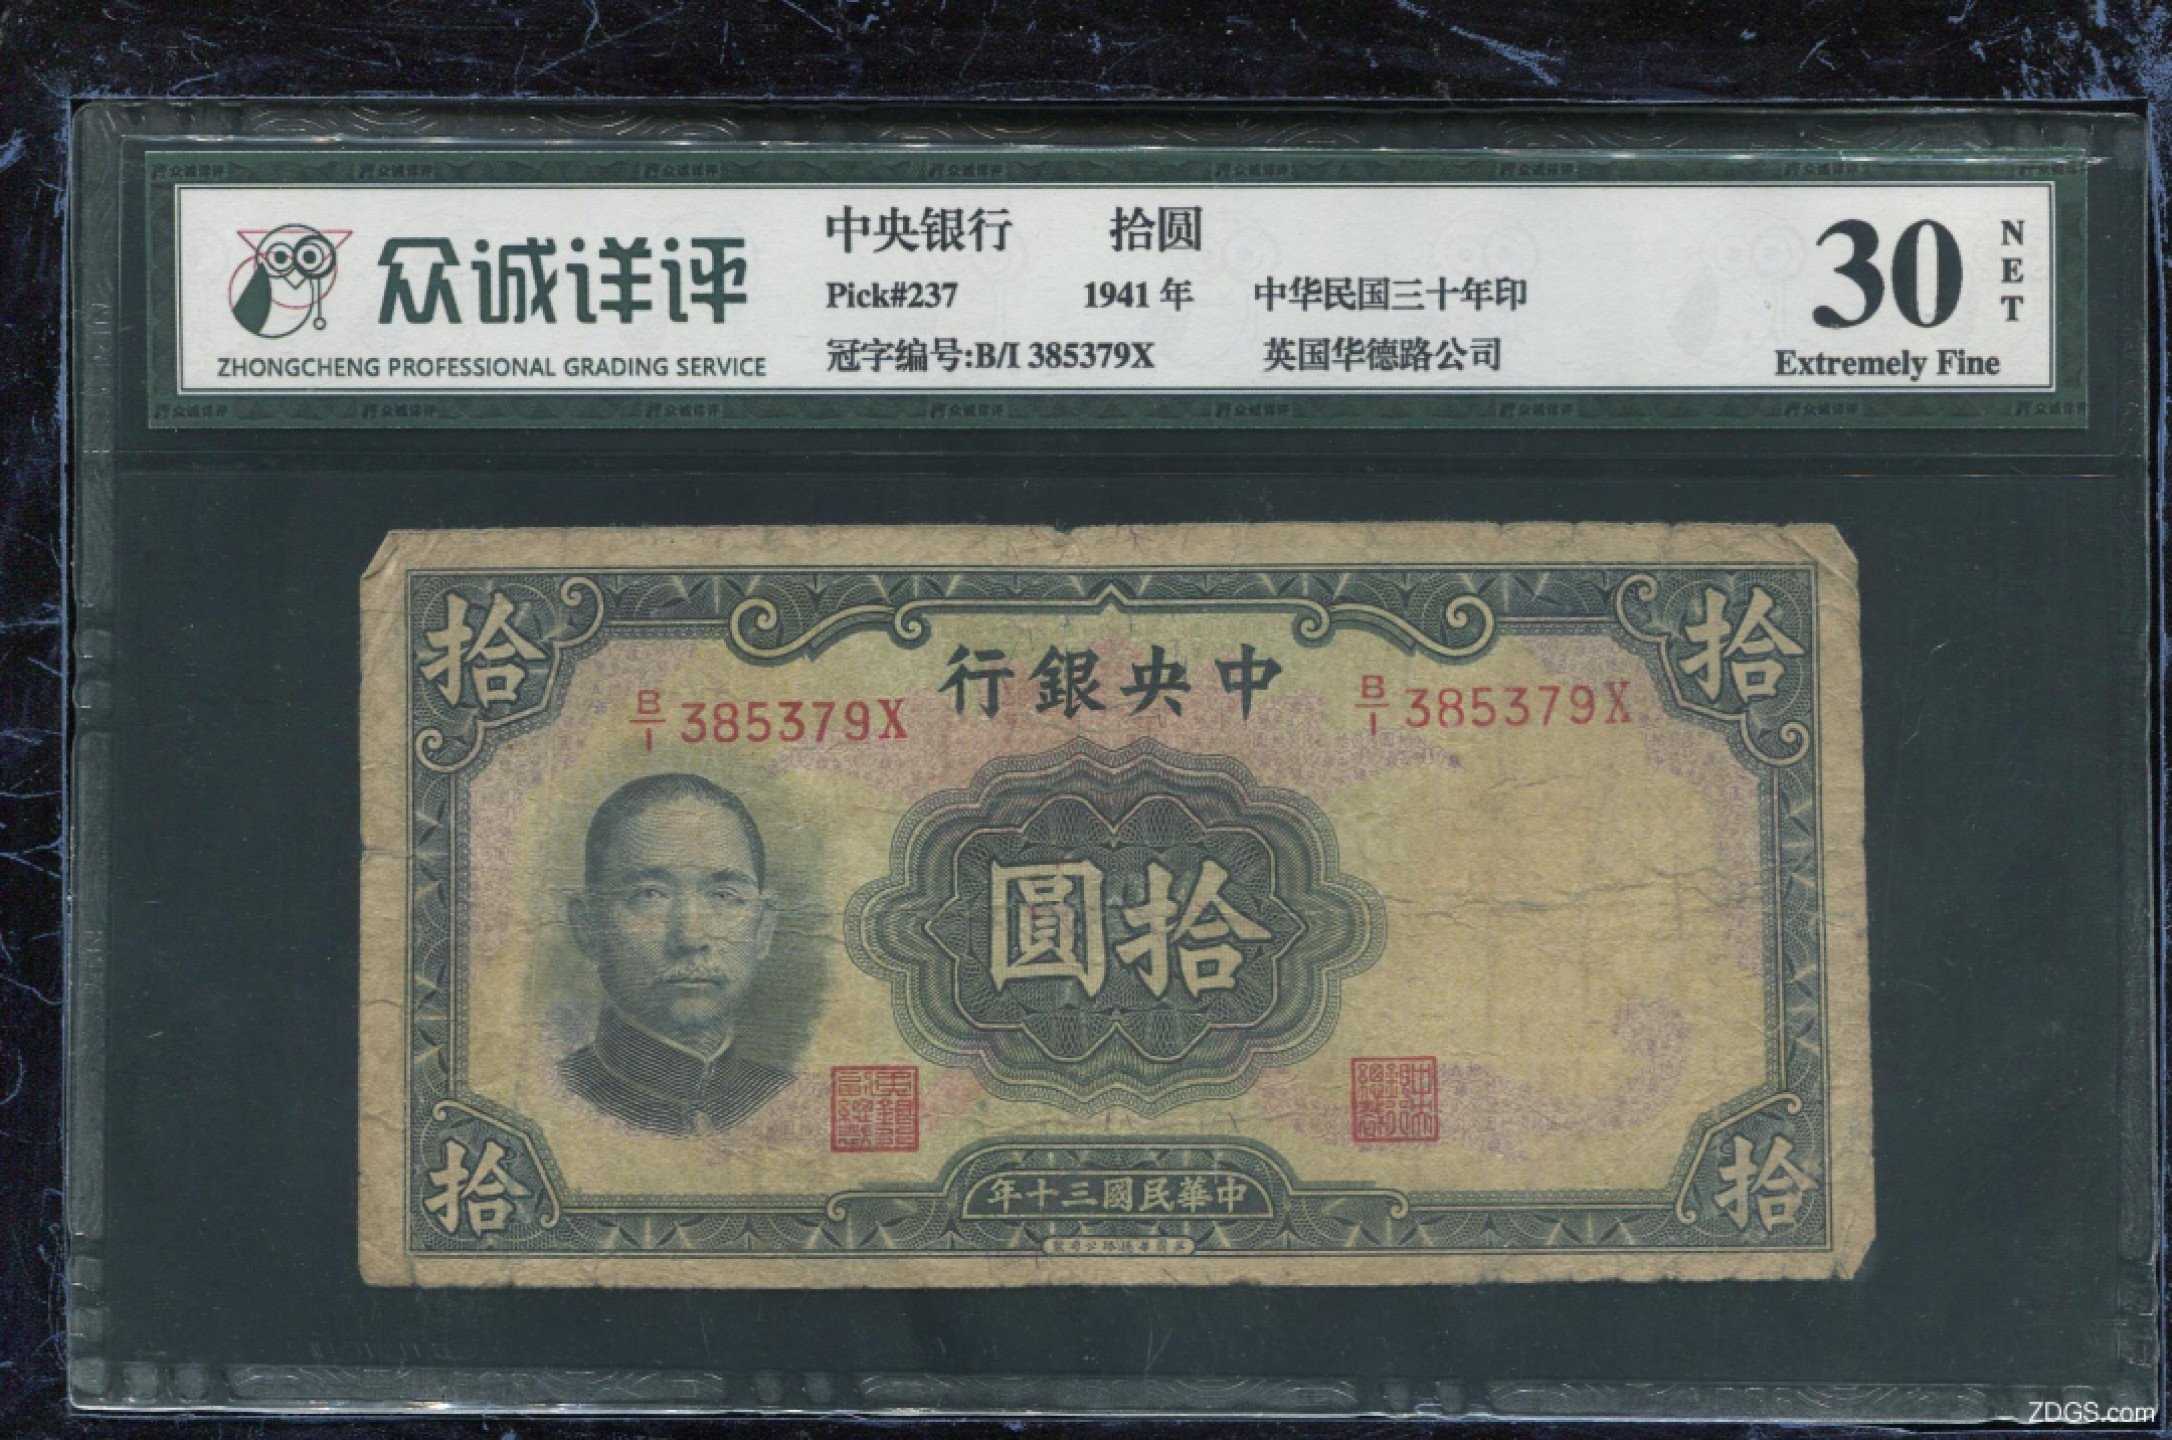 众诚详评
ZHONGCHENG PROFESSIONAL GRADING SERVICE
中央银行 拾圆
Pick#237 1941 年 中华民国三十年印
冠字编号:B/I 385379X 英国华德路公司
30 NET
Extremely Fine
拾 拾
行銀央中
B/I 385379X B/I 385379X
圓拾
拾 拾
年十三國民華中
ZDGS.com